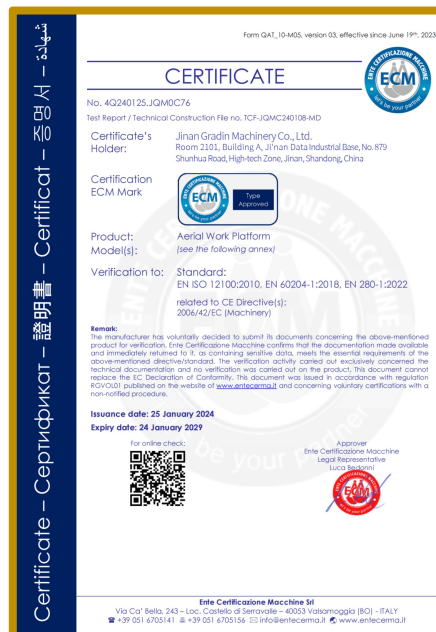 Form QAT_10-M05, version 03, effective since June 19th, 2023
CERTIFICATE
ENTE CERTIFICAZIONE MACCHINE
ECM
let's be your partner
No. 4Q240125.JQM0C76
Test Report / Technical Construction File no. TCF-JQMC240108-MD
Certificate's Holder:
Jinan Gradin Machinery Co., Ltd.
Room 2101, Building A, Ji'nan Data Industrial Base, No. 879
Shunhua Road, High-tech Zone, Jinan, Shandong, China
Certification
ECM Mark
ECM
Type
Approved
Product:
Aerial Work Platform
Model(s):
(see the following annex)
Verification to:
Standard:
EN ISO 12100:2010, EN 60204-1:2018, EN 280-1:2022
related to CE Directive(s):
2006/42/EC (Machinery)
Remark:
The manufacturer has voluntarily decided to submit its documents concerning the above-mentioned
product for verification. Ente Certificazione Macchine confirms that the documentation made available
and immediately returned to it, as containing sensitive data, meets the essential requirements of the
above-mentioned directive/standard. The verification activity carried out exclusively concerned the
technical documentation and no verification was carried out on the product. This document cannot
replace the EC Declaration of Conformity. This document was issued in accordance with regulation
RGVOL01 published on the website of www.entecerma.it and concerning voluntary certifications with a
non-notified procedure.
Issuance date: 25 January 2024
Expiry date: 24 January 2029
For online check:
Approver
Ente Certificazione Macchine
Legal Representative
Luca Bedonni
ECM
Ente Certificazione Macchine Srl
Via Ca' Bella, 243 – Loc. Castello di Serravalle – 40053 Valsamoggia (BO) - ITALY
☎ +39 051 6705141 +39 051 6705156 info@entecerma.it www.entecerma.it
Certificate – Сертификат – 證明書 – Certificat – 증명서 – شهادة